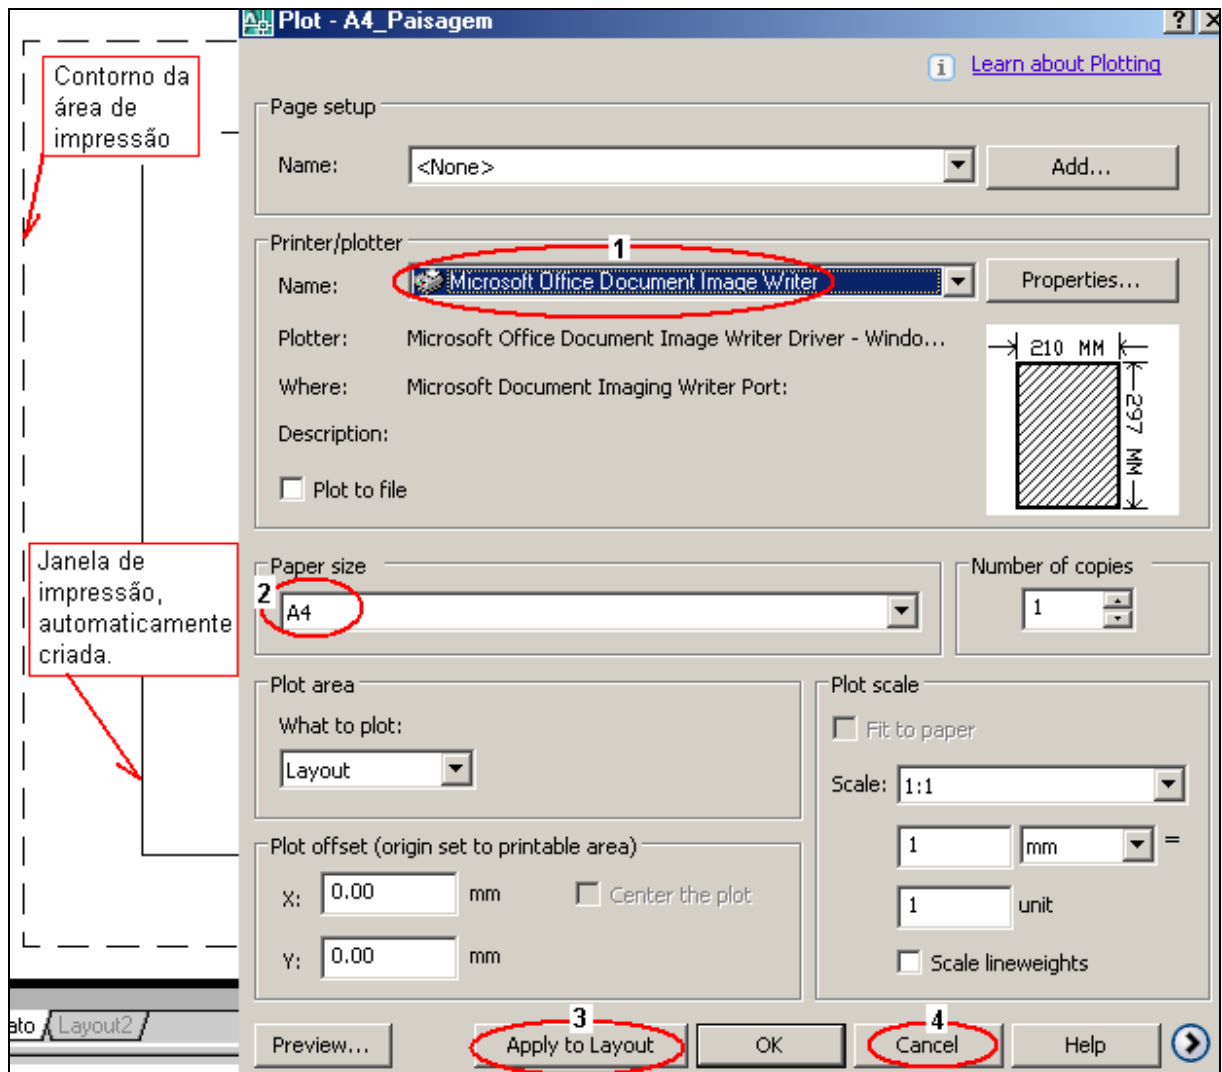 Plot - A4_Paisagem
Learn about Plotting
Contorno da
área de
impressão
Page setup
Name:
<None>
Add...
Printer/plotter
1
Name:
Microsoft Office Document Image Writer
Properties...
Plotter:
Microsoft Office Document Image Writer Driver - Windo...
Where:
Microsoft Document Imaging Writer Port:
Description:
Plot to file
210 MM
297 MM
Janela de
impressão,
automaticamente
criada.
Paper size
2
A4
Number of copies
1
Plot area
What to plot:
Layout
Plot scale
Fit to paper
Scale:
1:1
1
mm
=
1
unit
Scale lineweights
Plot offset (origin set to printable area)
X:
0.00
mm
Center the plot
Y:
0.00
mm
ato
Layout2
3
4
Preview...
Apply to Layout
OK
Cancel
Help